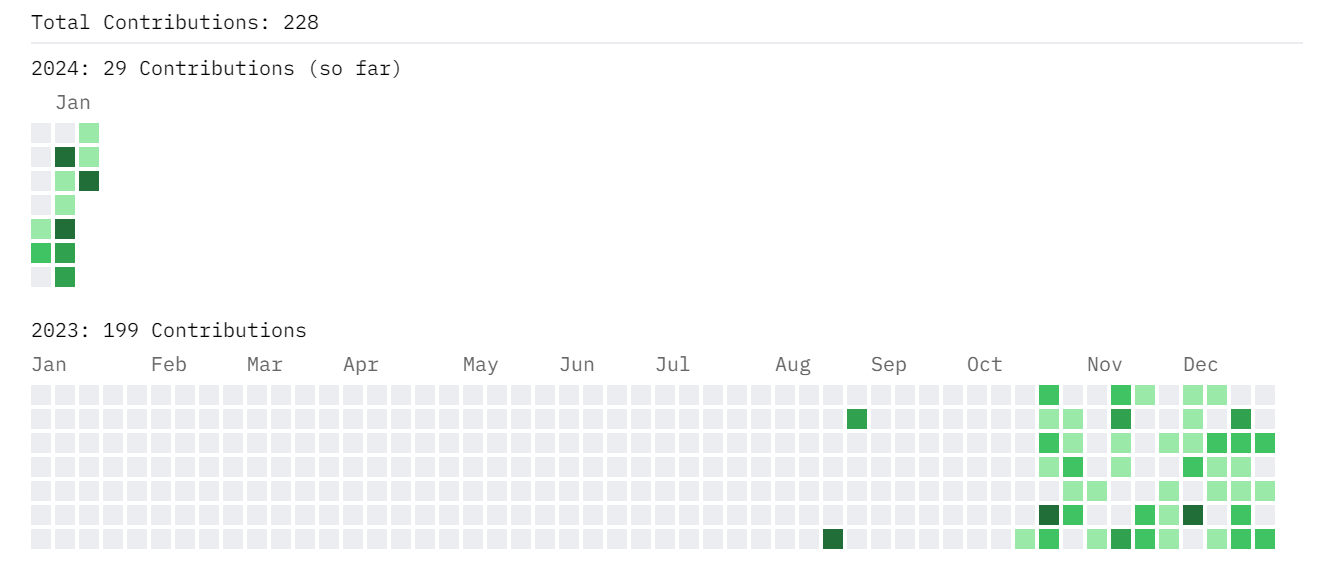 Total Contributions: 228
2024: 29 Contributions (so far)
Jan
2023: 199 Contributions
Jan Feb Mar Apr May Jun Jul Aug Sep Oct Nov Dec